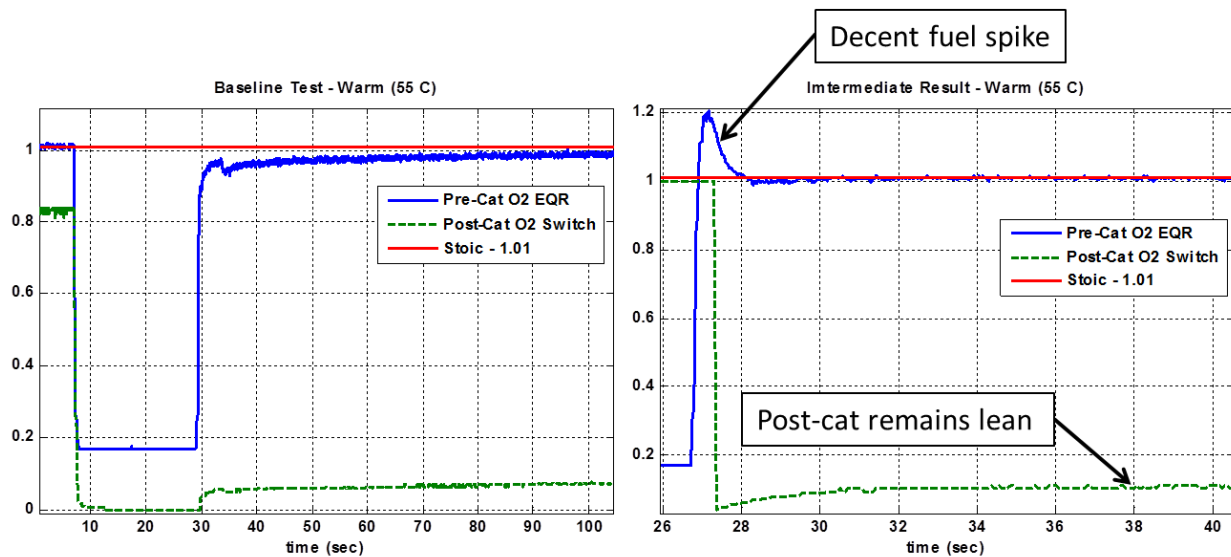 Decent fuel spike
Baseline Test - Warm (55 C)
1
0.8
0.6
0.4
0.2
0
10
20
30
40
50
60
70
80
90
100
time (sec)
Pre-Cat O2 EQR
Post-Cat O2 Switch
Stoic - 1.01
Imtermediate Result - Warm (55 C)
1.2
1
0.8
0.6
0.4
0.2
26
28
30
32
34
36
38
40
time (sec)
Pre-Cat O2 EQR
Post-Cat O2 Switch
Stoic - 1.01
Post-cat remains lean